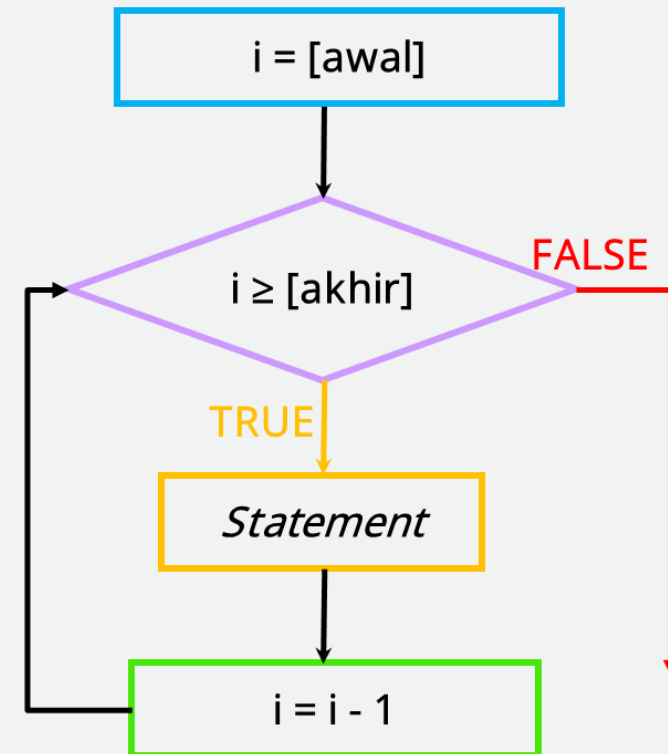 i = [awal]
i ≥ [akhir]
FALSE
TRUE
Statement
i = i - 1